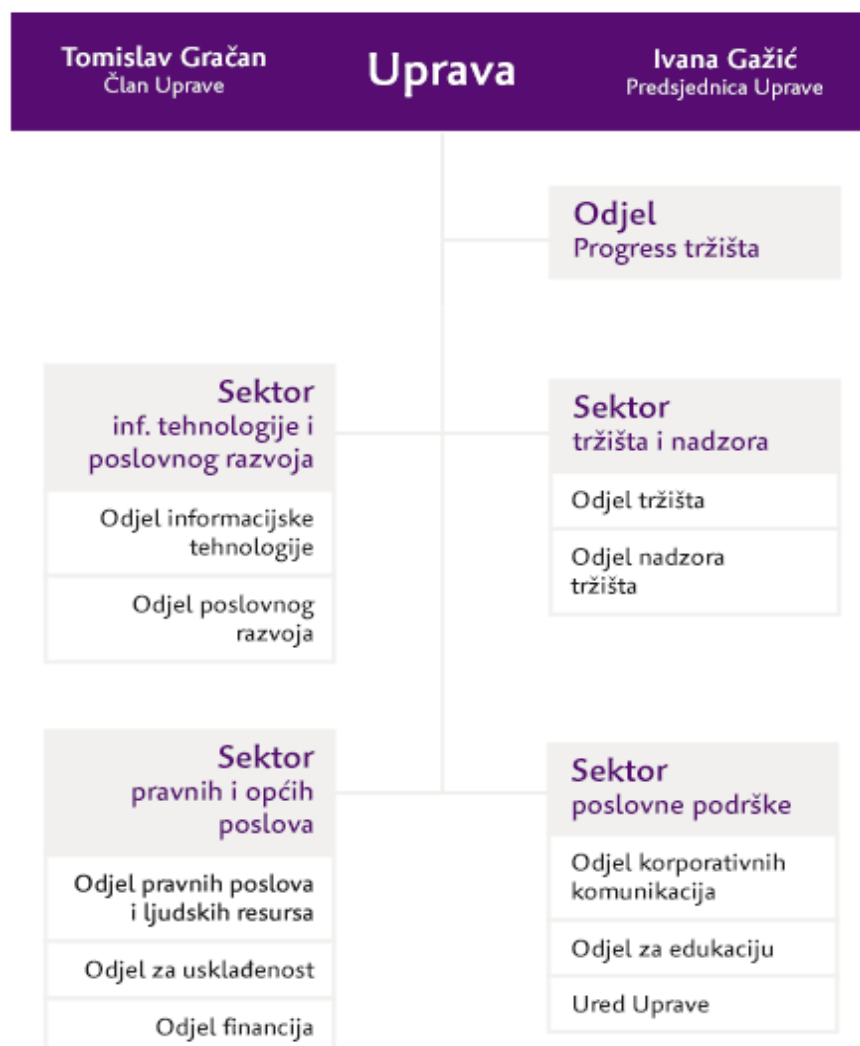 Tomislav Gračan
Član Uprave
Uprava
Ivana Gažić
Predsjednica Uprave
Odjel
Progress tržišta
Sektor
inf. tehnologije i
poslovnog razvoja
Odjel informacijske
tehnologije
Odjel poslovnog
razvoja
Sektor
tržišta i nadzora
Odjel tržišta
Odjel nadzora
tržišta
Sektor
pravnih i općih
poslova
Odjel pravnih poslova
i ljudskih resursa
Odjel za usklađenost
Odjel financija
Sektor
poslovne podrške
Odjel korporativnih
komunikacija
Odjel za edukaciju
Ured Uprave